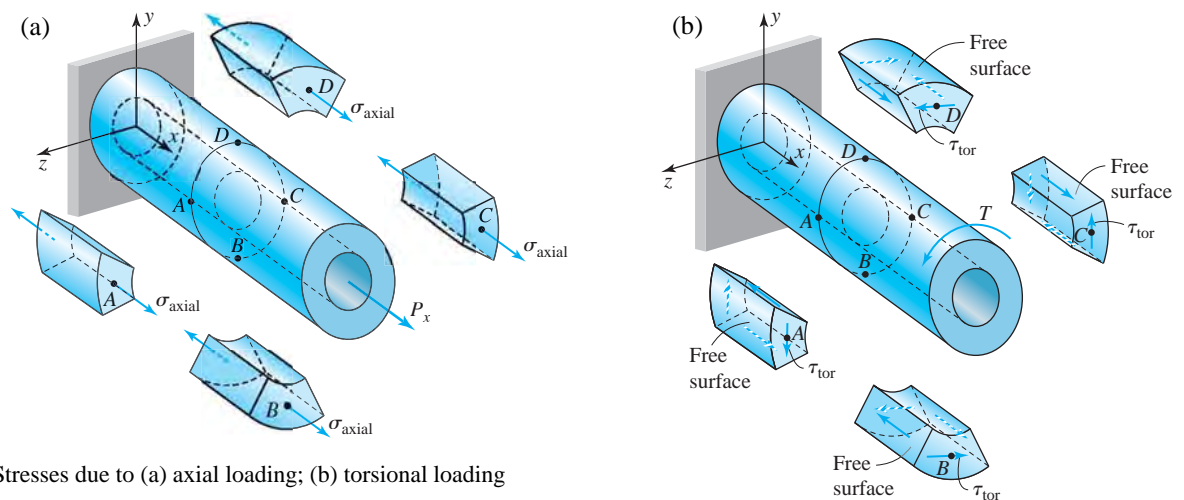 (a)
y
D
σaxial
D
z
x
C
C
σaxial
A
B
A
σaxial
Px
B
σaxial
(b)
y
Free
surface
D
τtor
z
x
D
Free
surface
C
τtor
A
C
T
B
A
τtor
Free
surface
Free
surface
B
τtor
Stresses due to (a) axial loading; (b) torsional loading